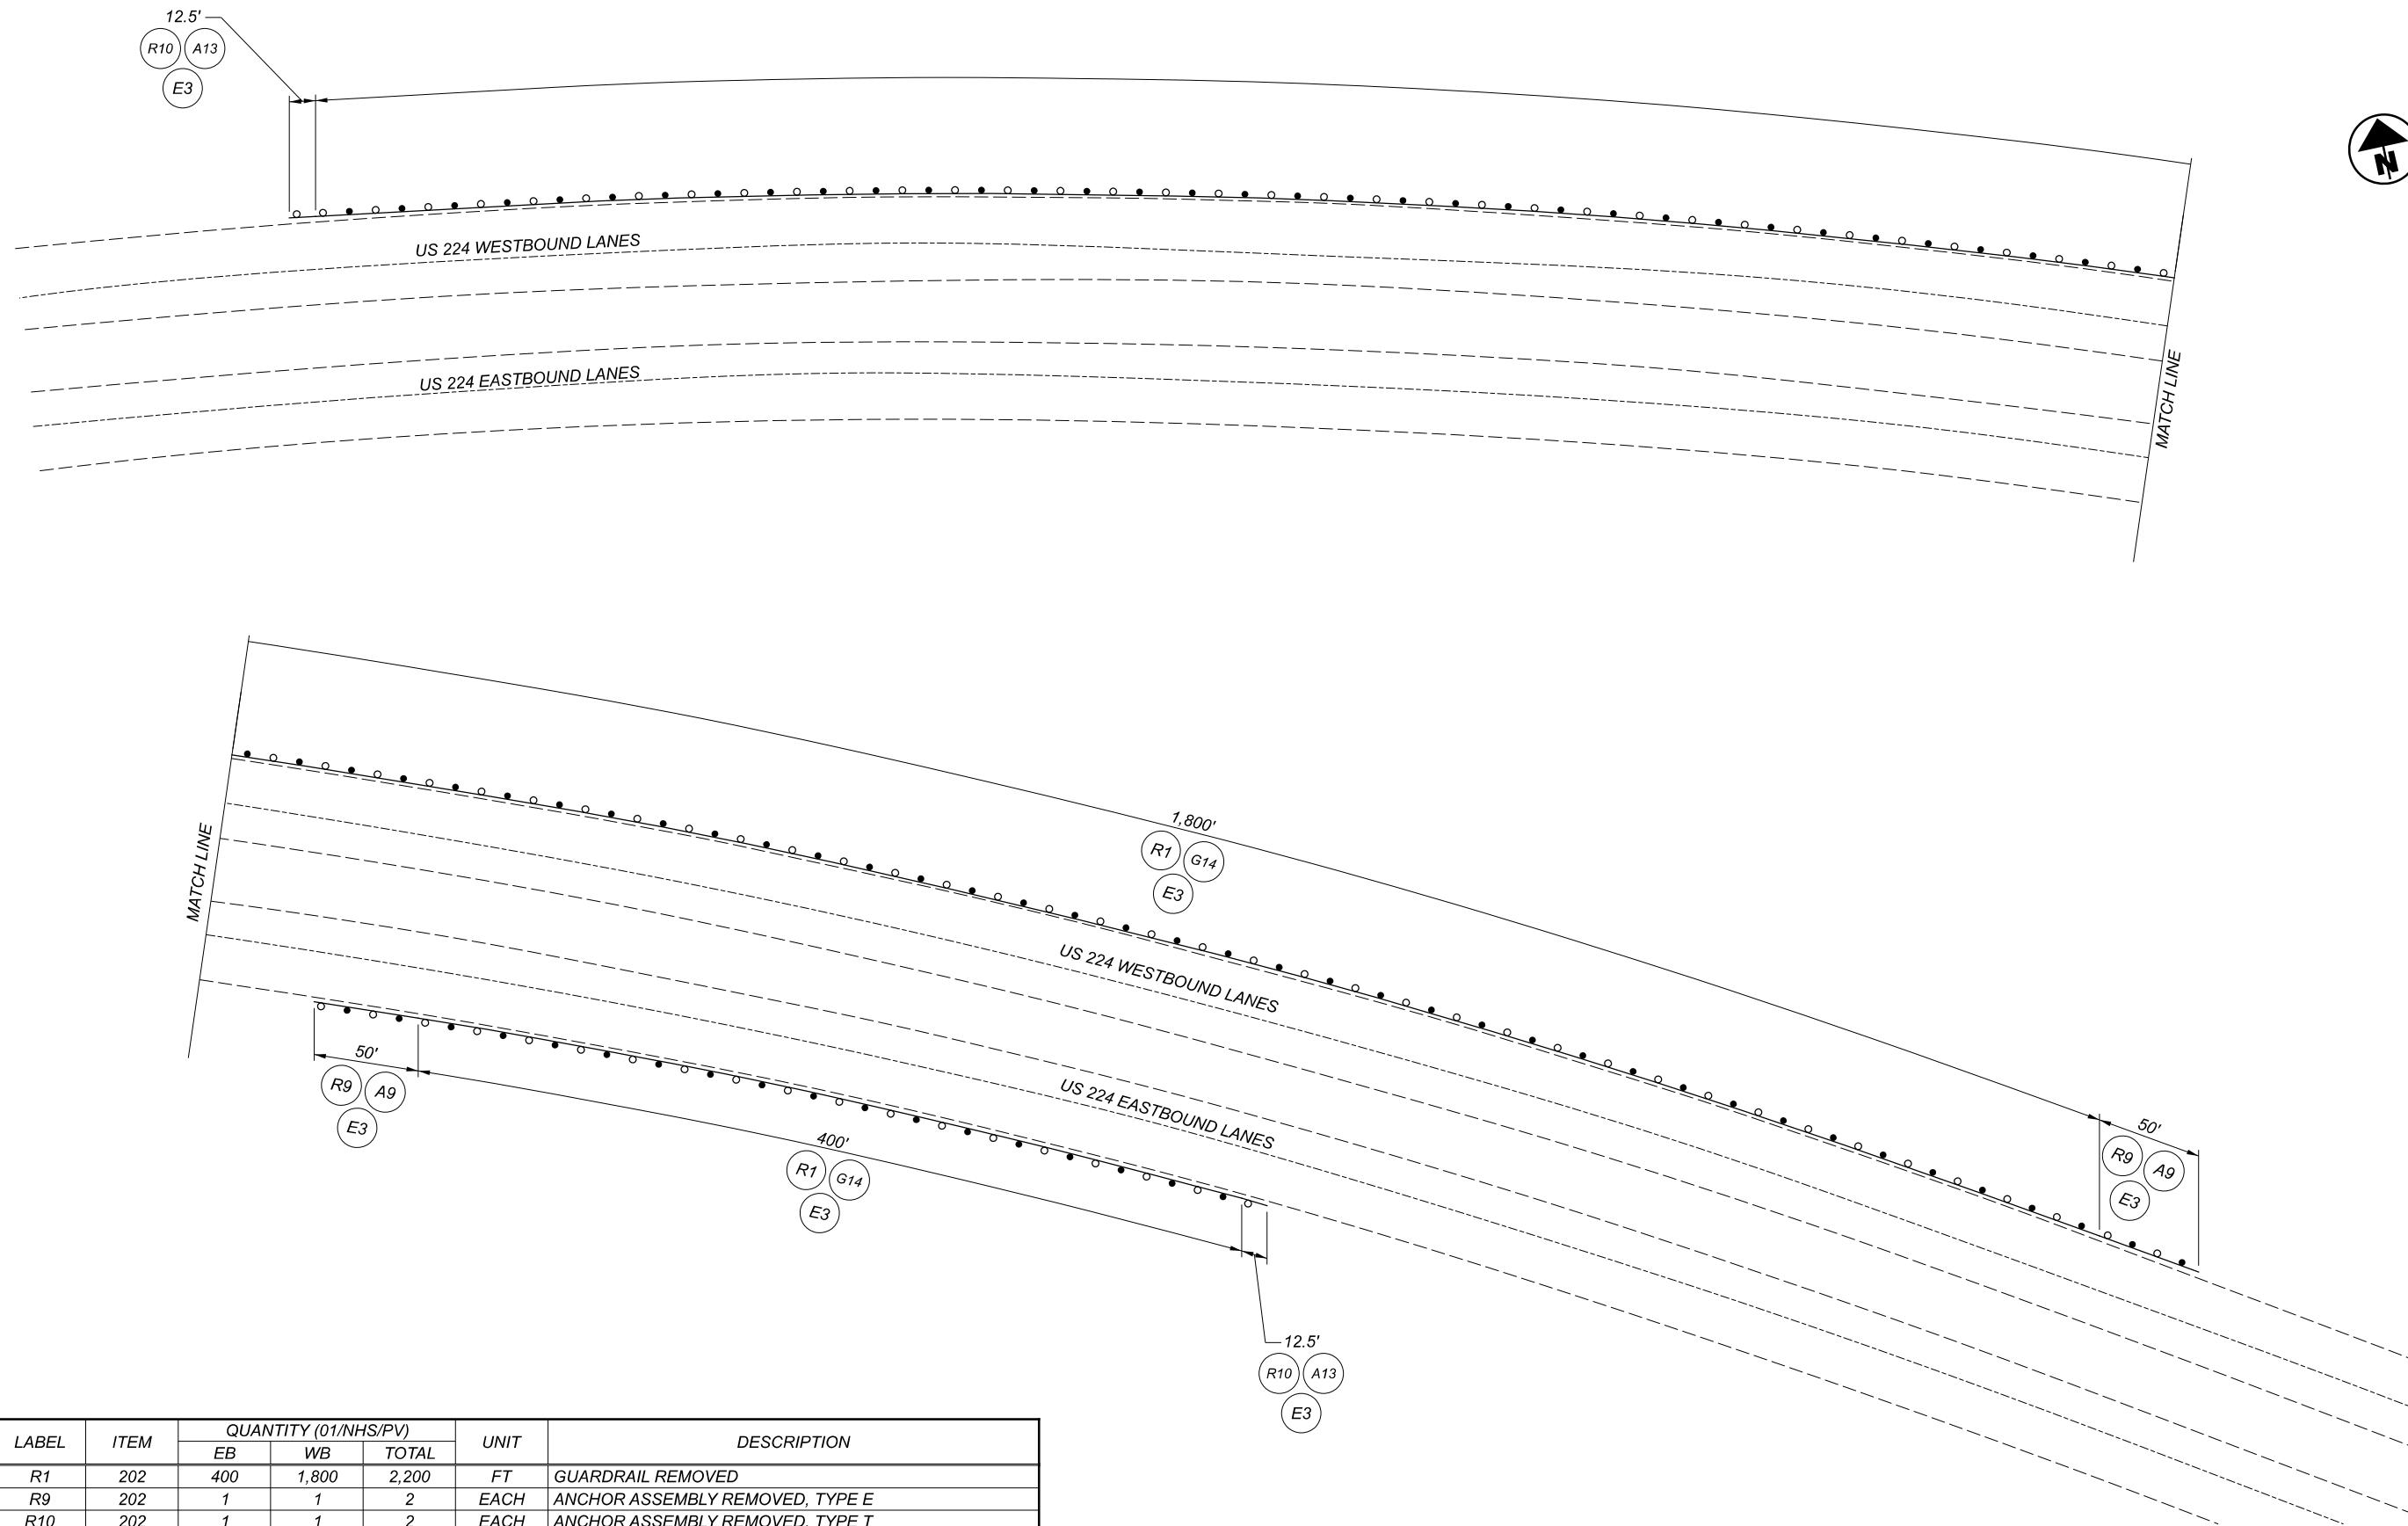 12.5'
R10 A13
E3
N
US 224 WESTBOUND LANES
US 224 EASTBOUND LANES
MATCH LINE
MATCH LINE
1,800'
R1 G14
E3
US 224 WESTBOUND LANES
US 224 EASTBOUND LANES
50'
R9 A9
E3
400'
R1 G14
E3
50'
R9 A9
E3
12.5'
R10 A13
E3
LABEL ITEM QUANTITY (01/NHS/PV) UNIT DESCRIPTION
EB WB TOTAL
R1 202 400 1,800 2,200 FT GUARDRAIL REMOVED
R9 202 1 1 2 EACH ANCHOR ASSEMBLY REMOVED, TYPE E
R10 202 1 1 2 EACH ANCHOR ASSEMBLY REMOVED, TYPE T